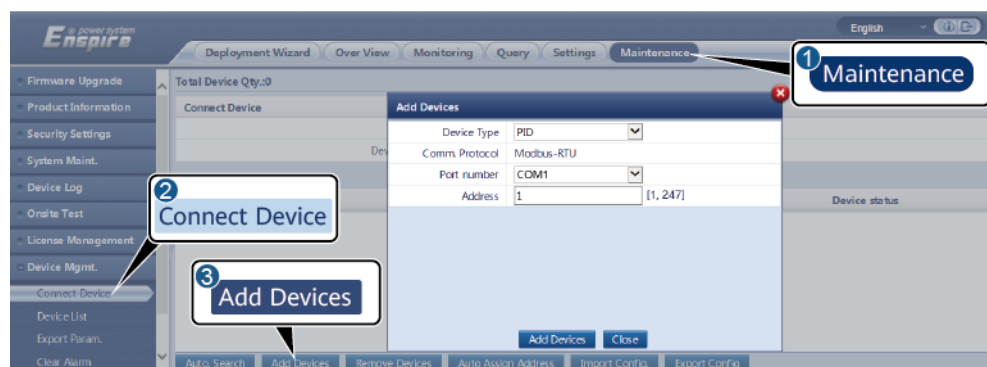 e power system
Enspire
English
Deployment Wizard Over View Monitoring Query Settings Maintenance
1 Maintenance
Firmware Upgrade
Product Information
Security Settings
System Maint.
Device Log
Onsite Test
License Management
Device Mgmt.
Connect Device
Device List
Export Param.
Clear Alarm
Total Device Qty.:0
Connect Device
Dev
Device status
Add Devices
Device Type PID
Comm. Protocol Modbus-RTU
Port number COM1
Address 1 [1, 247]
Add Devices Close
2 Connect Device
3 Add Devices
Auto. Search Add Devices Remove Devices Auto Assign Address Import Config. Export Config